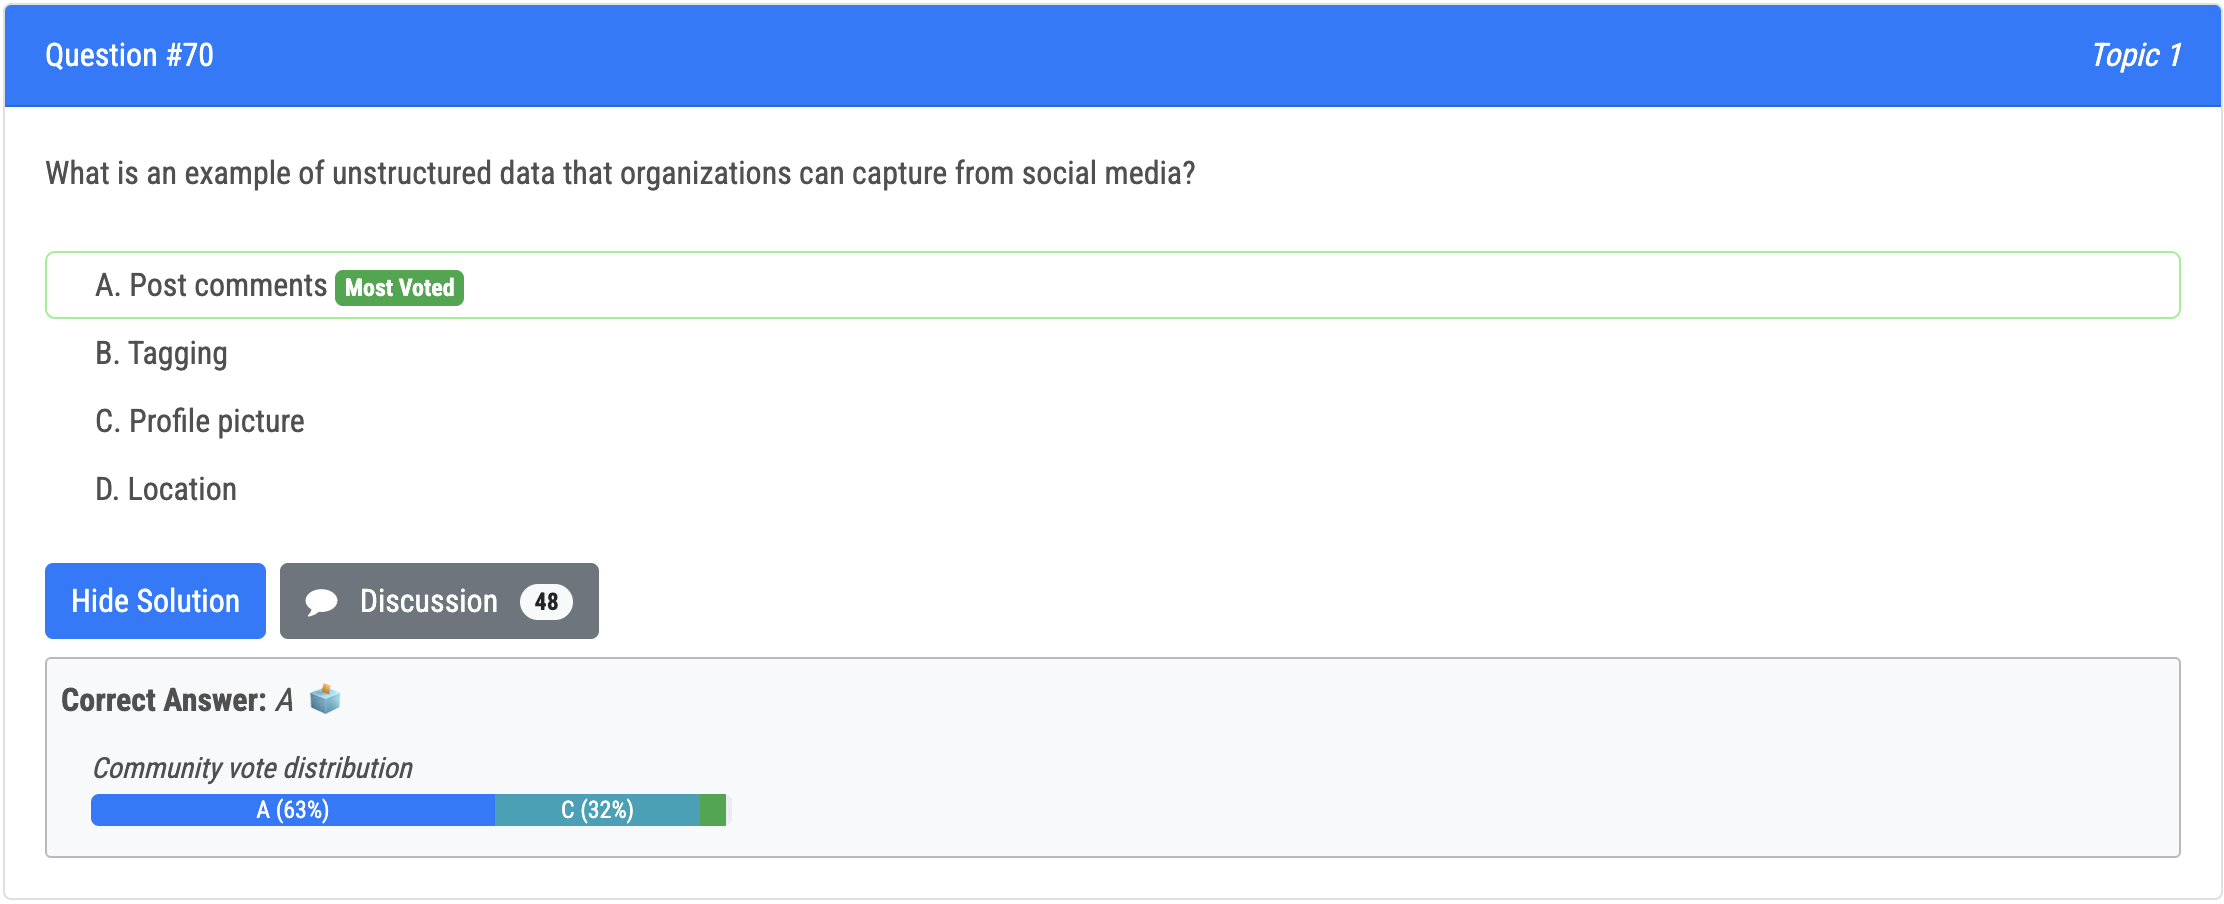 Question #70
Topic 1
What is an example of unstructured data that organizations can capture from social media?
A. Post comments Most Voted
B. Tagging
C. Profile picture
D. Location
Hide Solution
Discussion 48
Correct Answer: A
Community vote distribution
A (63%) C (32%)